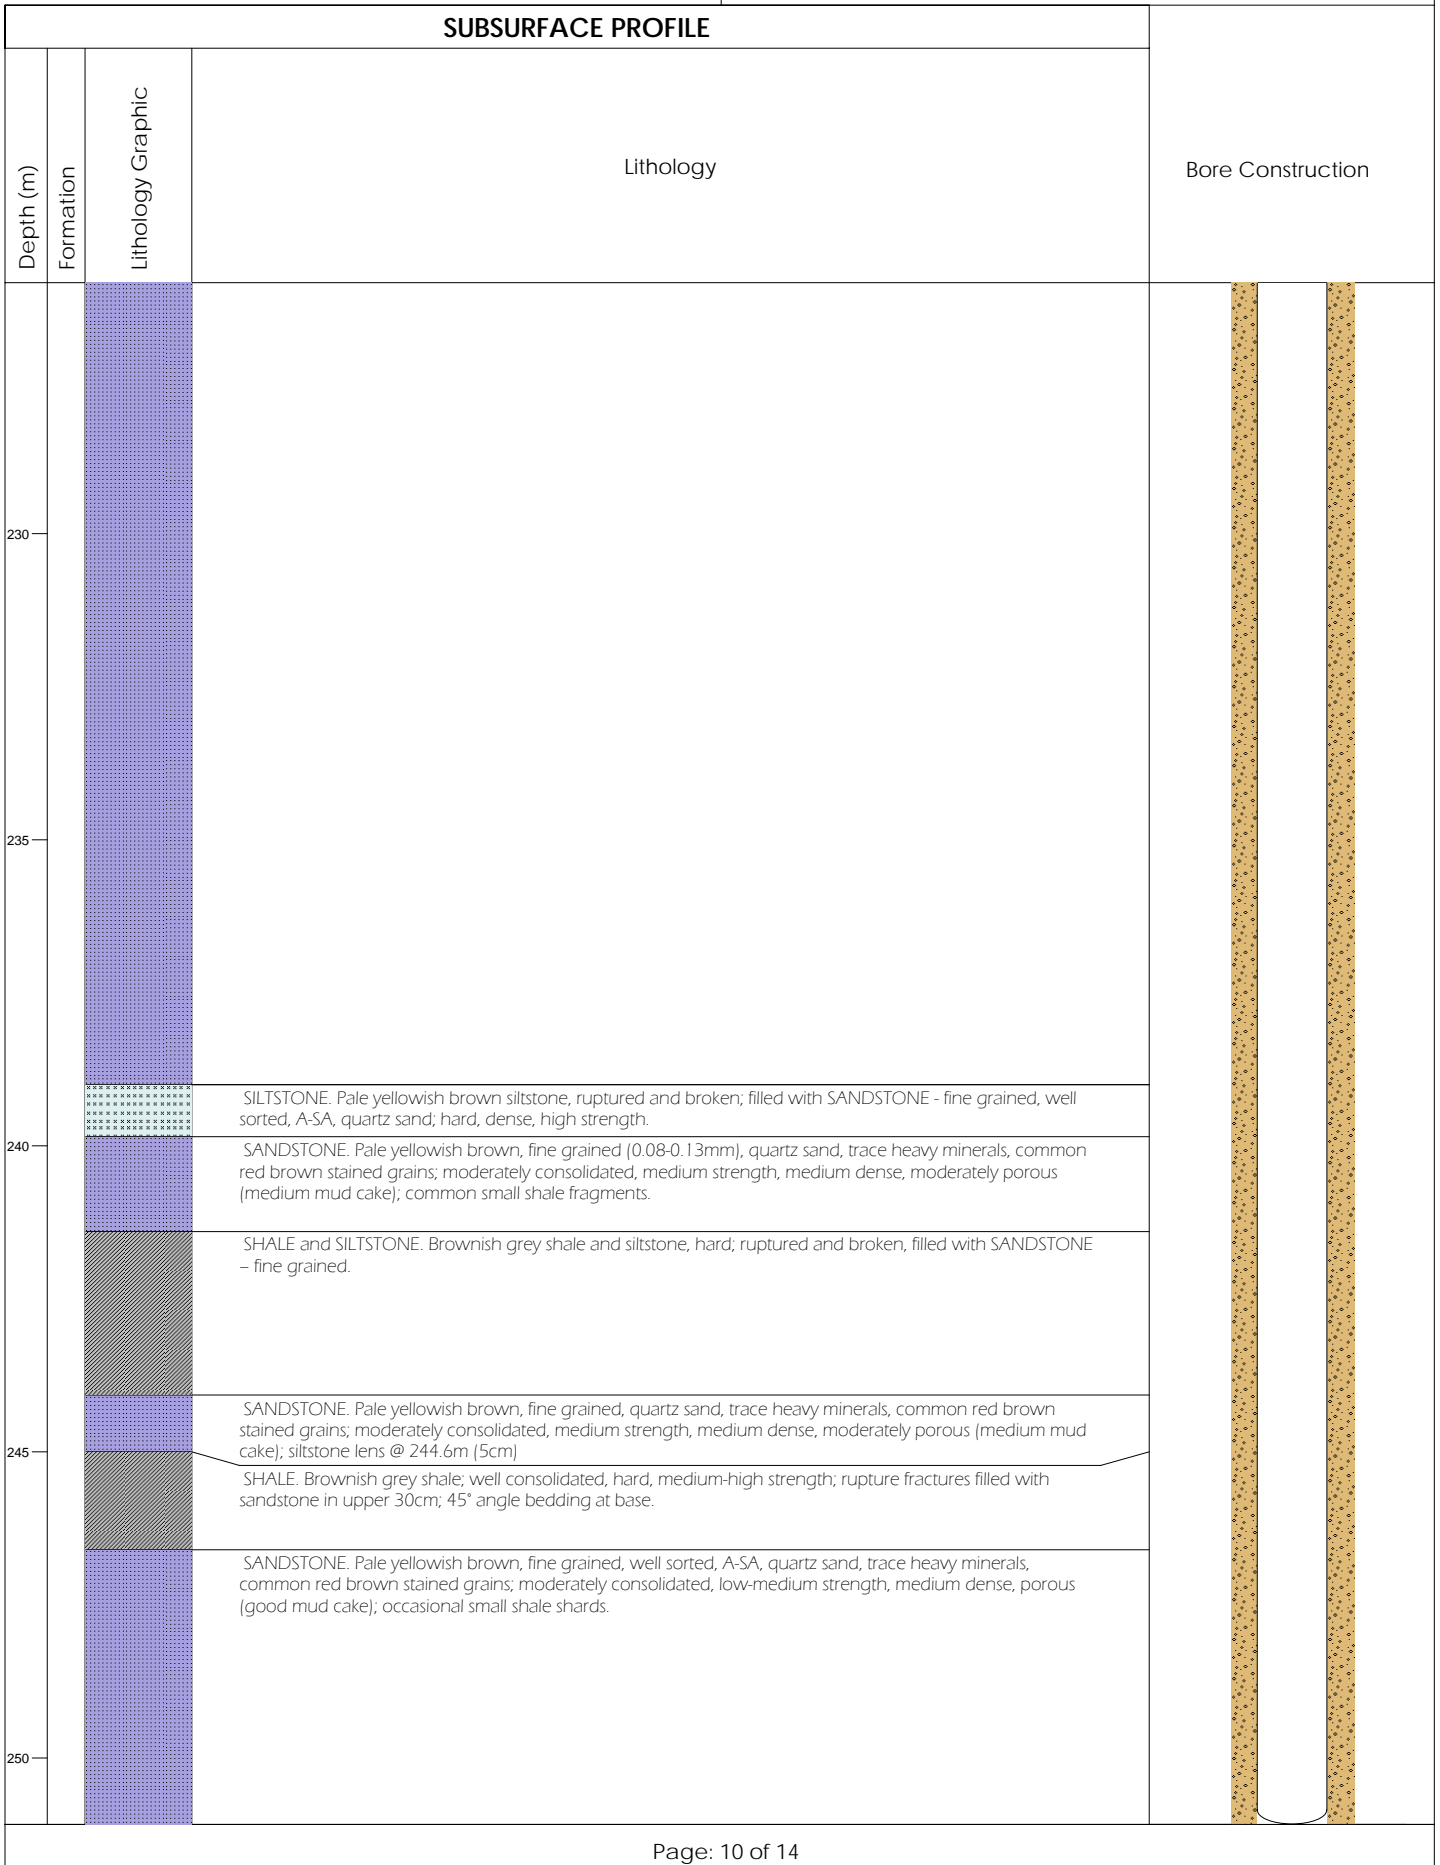 SUBSURFACE PROFILE
Depth (m)
Formation
Lithology Graphic
Lithology
Bore Construction
230
235
SILTSTONE. Pale yellowish brown siltstone, ruptured and broken; filled with SANDSTONE - fine grained, well
sorted, A-SA, quartz sand; hard, dense, high strength.
240
SANDSTONE. Pale yellowish brown, fine grained (0.08-0.13mm), quartz sand, trace heavy minerals, common
red brown stained grains; moderately consolidated, medium strength, medium dense, moderately porous
(medium mud cake); common small shale fragments.
SHALE and SILTSTONE. Brownish grey shale and siltstone, hard; ruptured and broken, filled with SANDSTONE
– fine grained.
SANDSTONE. Pale yellowish brown, fine grained, quartz sand, trace heavy minerals, common red brown
stained grains; moderately consolidated, medium strength, medium dense, moderately porous (medium mud
cake); siltstone lens @ 244.6m (5cm)
245
SHALE. Brownish grey shale; well consolidated, hard, medium-high strength; rupture fractures filled with
sandstone in upper 30cm; 45° angle bedding at base.
SANDSTONE. Pale yellowish brown, fine grained, well sorted, A-SA, quartz sand, trace heavy minerals,
common red brown stained grains; moderately consolidated, low-medium strength, medium dense, porous
(good mud cake); occasional small shale shards.
250
Page: 10 of 14